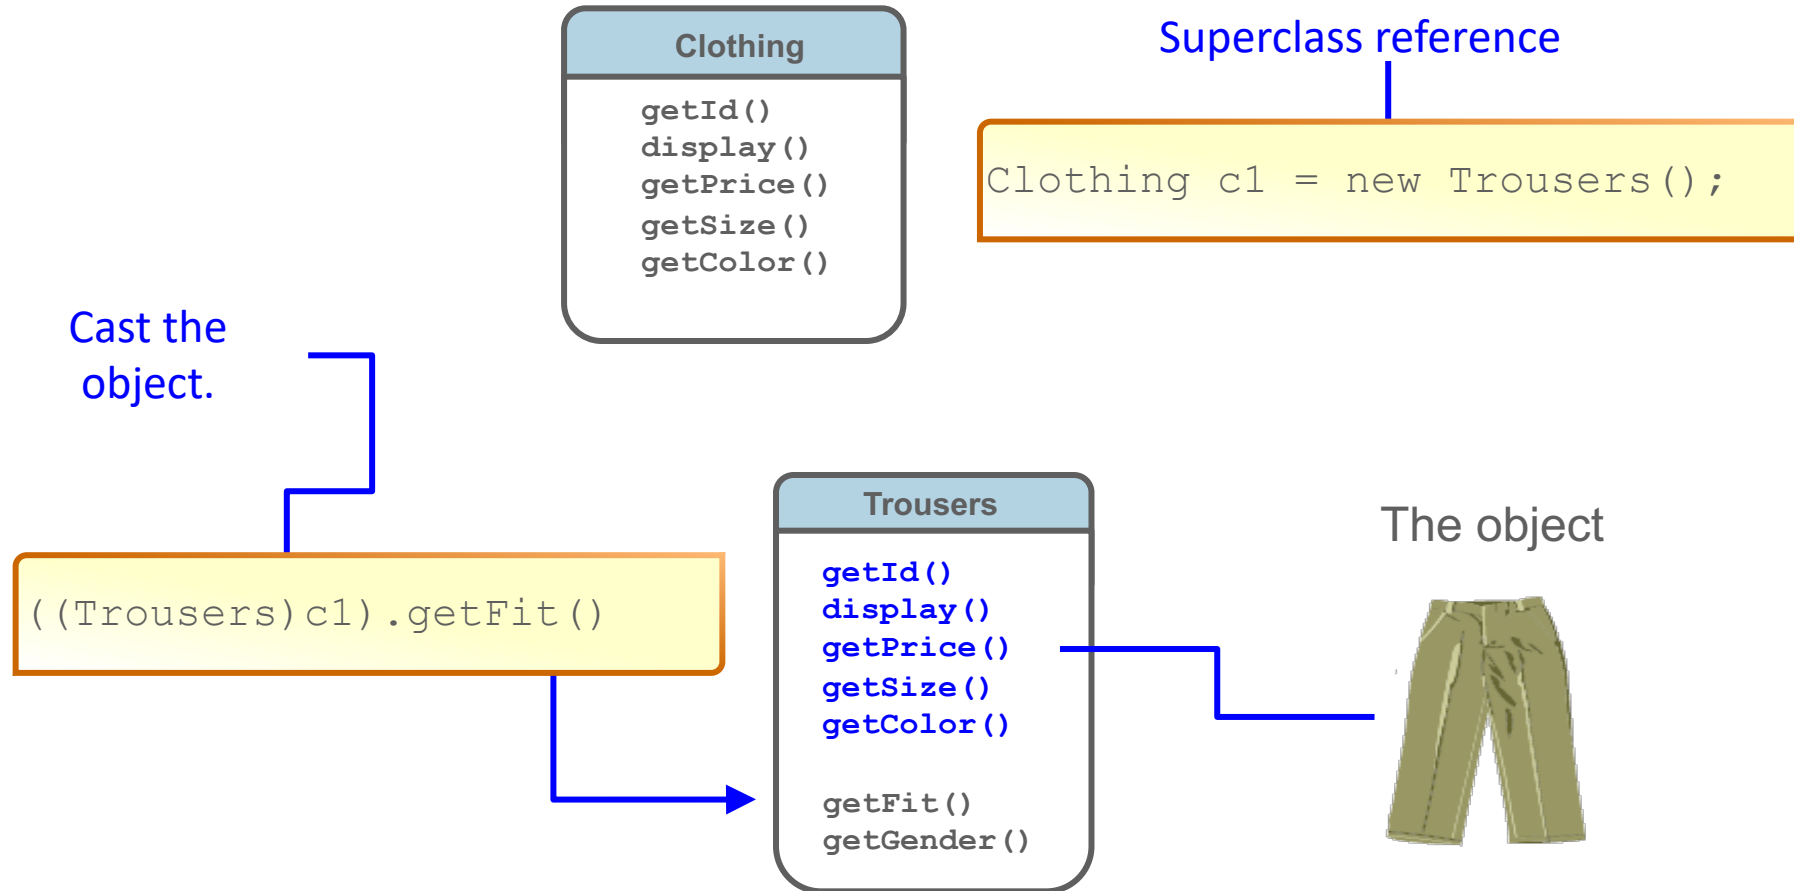 Clothing
getId()
display()
getPrice()
getSize()
getColor()
Superclass reference
Clothing c1 = new Trousers();
Cast the
object.
((Trousers)c1).getFit()
Trousers
getId()
display()
getPrice()
getSize()
getColor()
getFit()
getGender()
The object